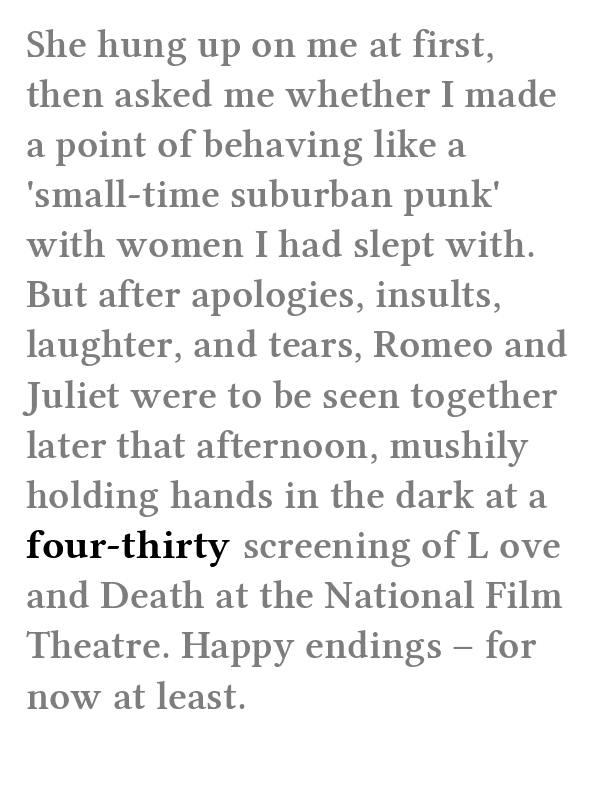 She hung up on me at first,
then asked me whether I made
a point of behaving like a
'small-time suburban punk'
with women I had slept with.
But after apologies, insults,
laughter, and tears, Romeo and
Juliet were to be seen together
later that afternoon, mushily
holding hands in the dark at a
four-thirty screening of L ove
and Death at the National Film
Theatre. Happy endings – for
now at least.